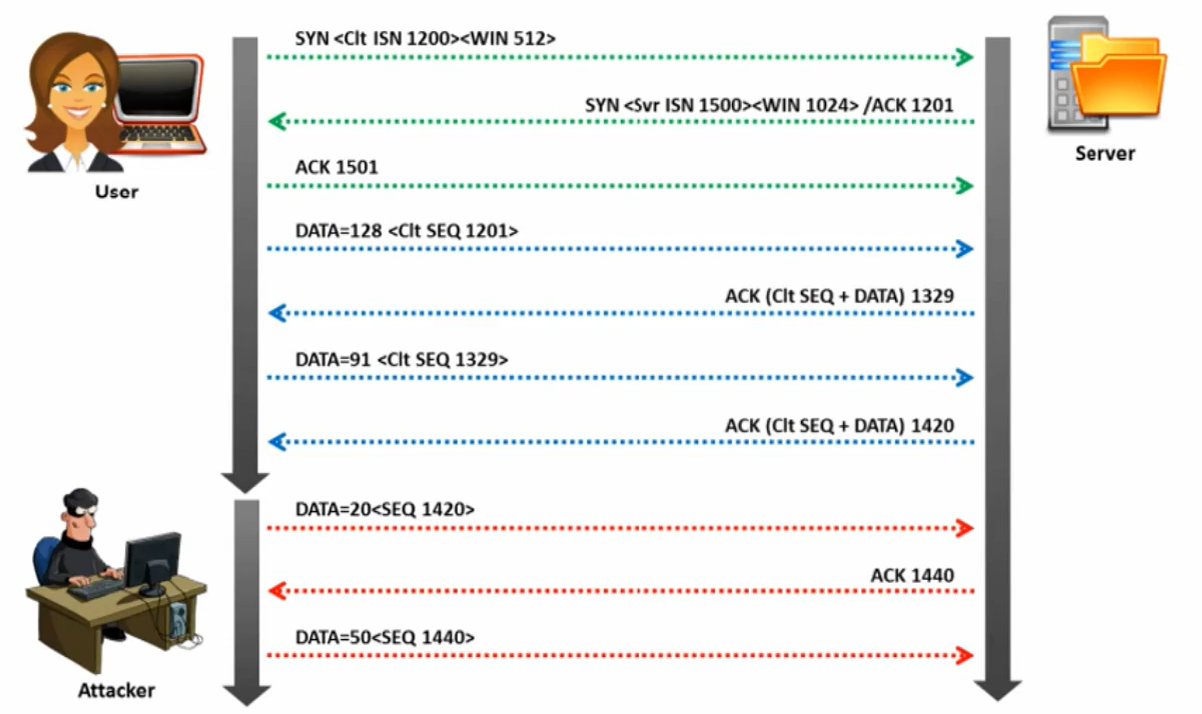 SYN <Clt ISN 1200><WIN 512>
SYN <Svr ISN 1500><WIN 1024> /ACK 1201
Server
ACK 1501
User
DATA=128 <Clt SEQ 1201>
ACK (Clt SEQ + DATA) 1329
DATA=91 <Clt SEQ 1329>
ACK (Clt SEQ + DATA) 1420
DATA=20<SEQ 1420>
ACK 1440
DATA=50<SEQ 1440>
Attacker